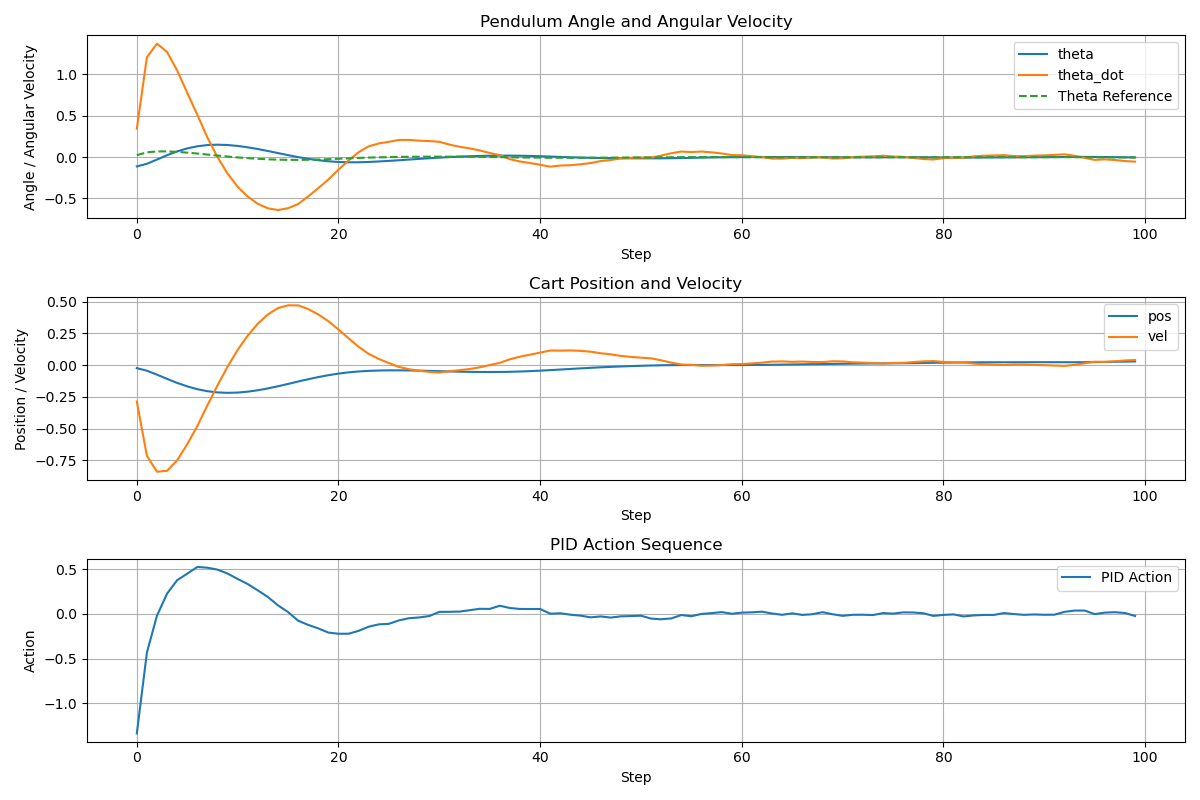 Pendulum Angle and Angular Velocity
Angle / Angular Velocity
1.0
0.5
0.0
−0.5
theta
theta_dot
Theta Reference
0 20 40 60 80 100
Step
Cart Position and Velocity
Position / Velocity
0.50
0.25
0.00
−0.25
−0.50
−0.75
pos
vel
0 20 40 60 80 100
Step
PID Action Sequence
Action
0.5
0.0
−0.5
−1.0
PID Action
0 20 40 60 80 100
Step